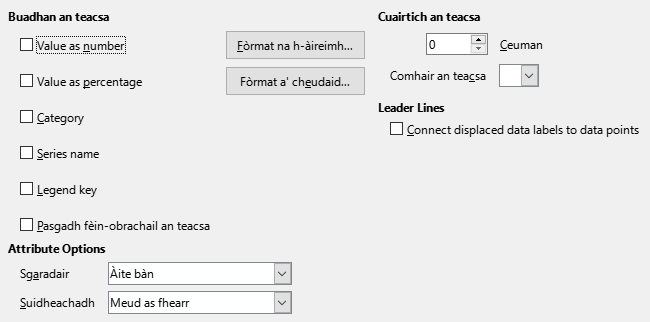 Buadhan an teacsa
Value as number
Fòrmat na h-àireimh...
Value as percentage
Fòrmat a' cheudaid...
Category
Series name
Legend key
Pasgadh fèin-obrachail an teacsa
Attribute Options
Sgaradair
Àite bàn
Suidheachadh
Meud as fhearr
Cuairtich an teacsa
0
Ceuman
Comhair an teacsa
Leader Lines
Connect displaced data labels to data points